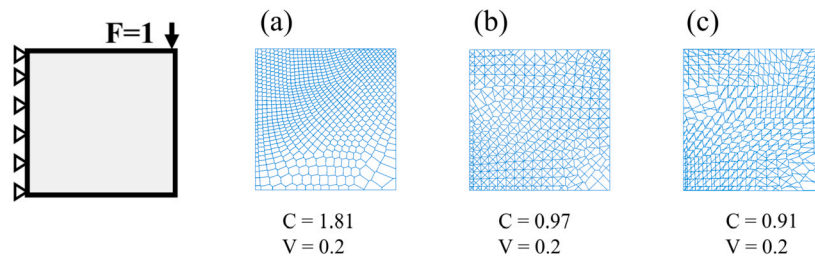 F=1
(a)
(b)
(c)
C = 1.81
V = 0.2
C = 0.97
V = 0.2
C = 0.91
V = 0.2